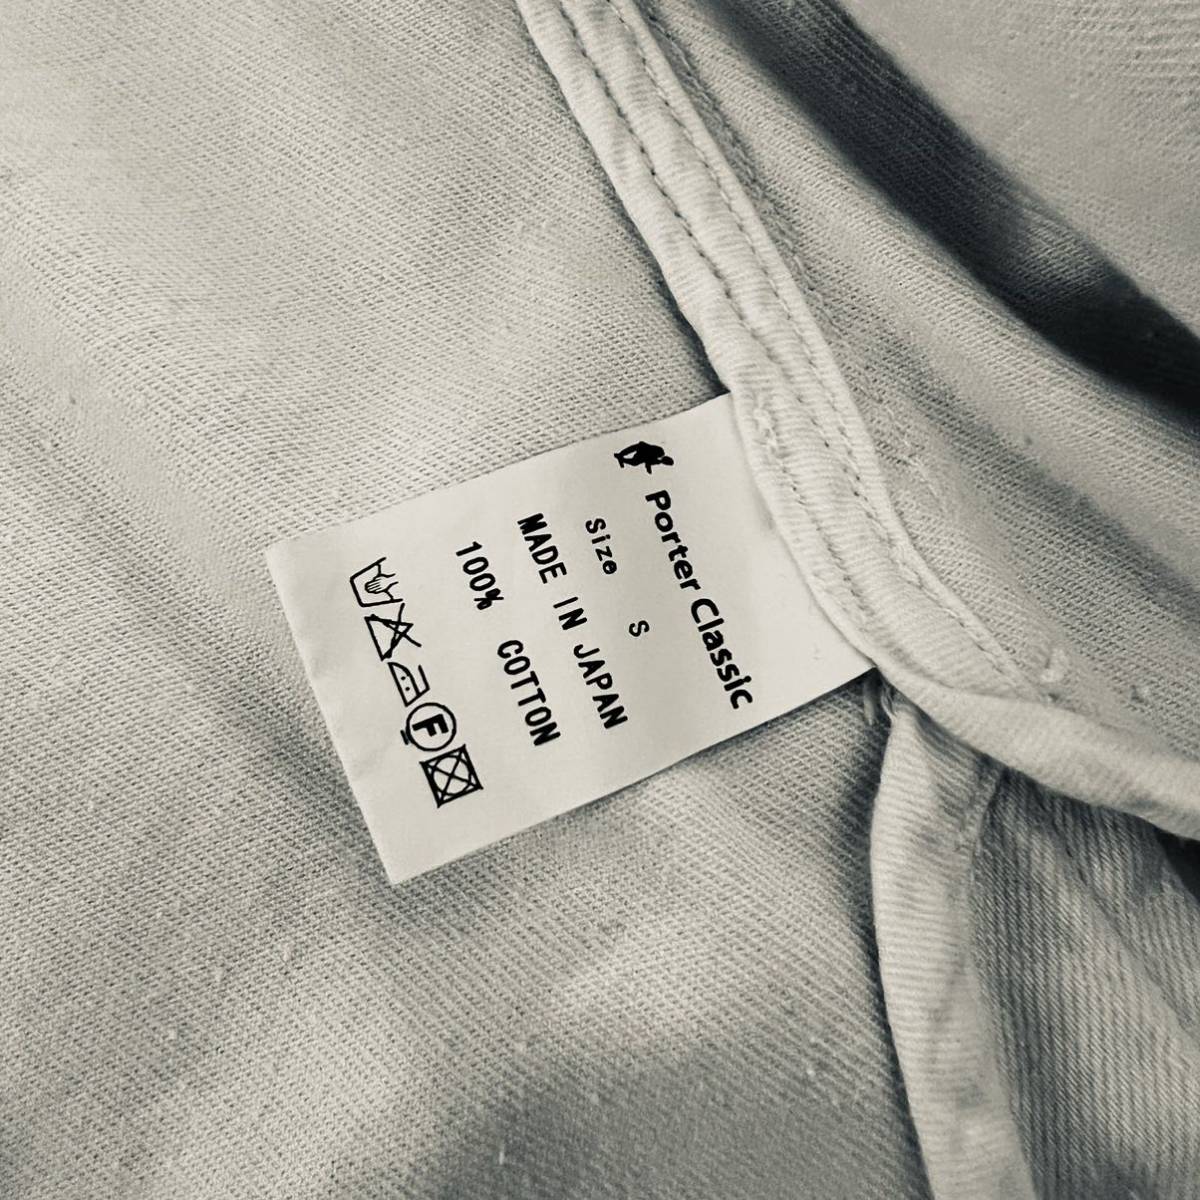 Porter Classic
Size S
MADE IN JAPAN
100% COTTON
F